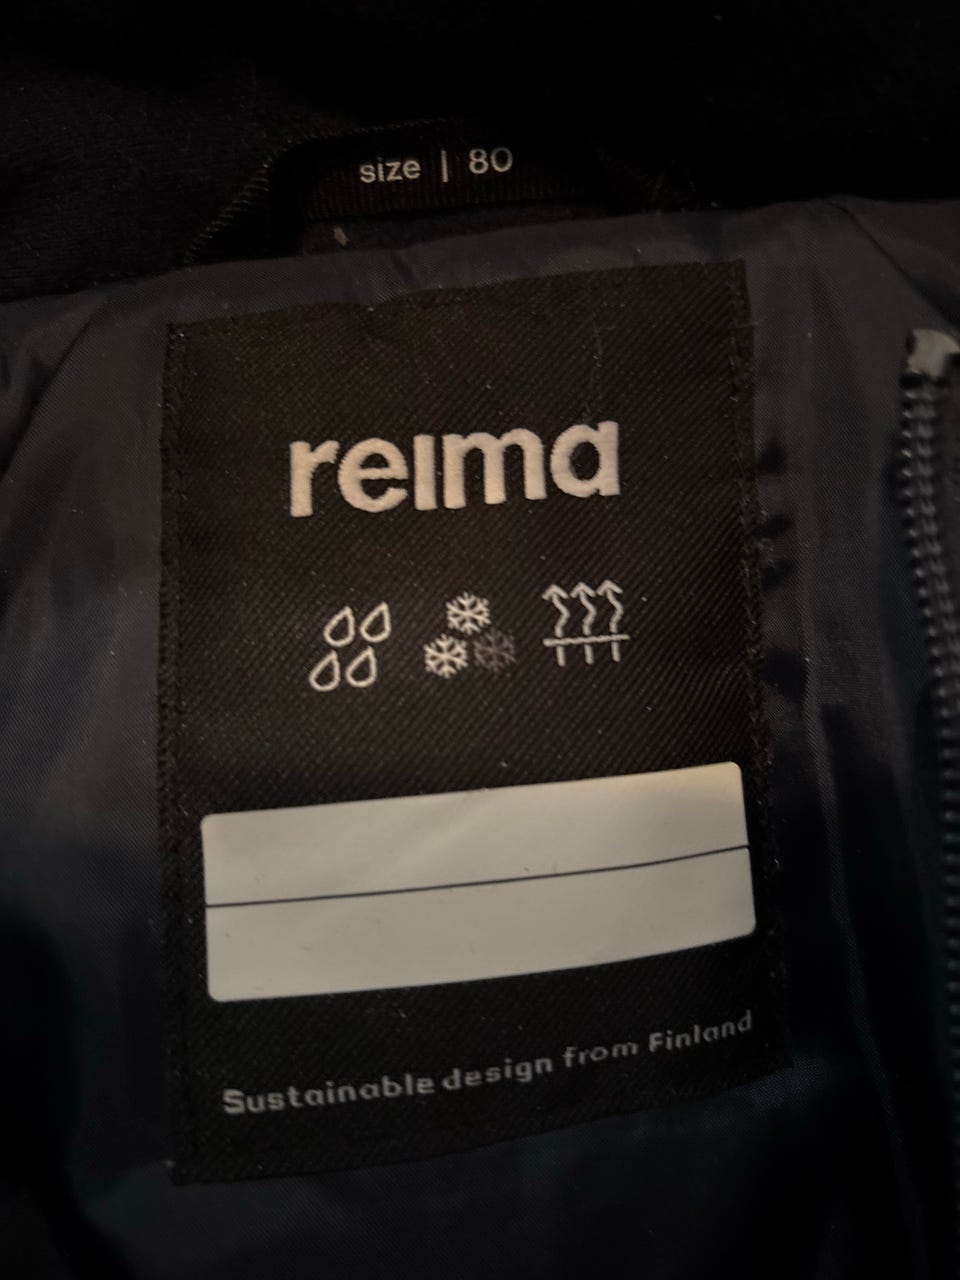 size | 80
reima
Sustainable design from Finland